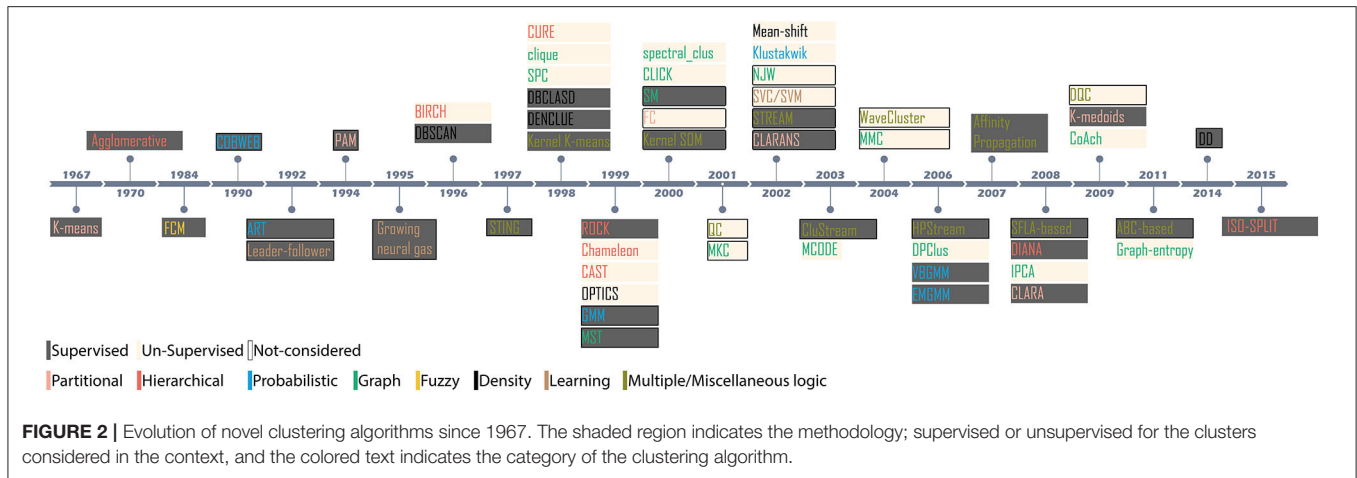 CURE
clique
SPC
DBCLASD
DENCLUE
Kernel K-means
spectral_clus
CLICK
SM
FC
Kernel SOM
Mean-shift
Klustakwik
NJW
SVC/SVM
STREAM
CLARANS
BIRCH
DBSCAN
WaveCluster
MMC
Affinity
Propagation
DQC
K-medoids
CoAch
Agglomerative
COBWEB
PAM
DD
1967 1984 1992 1995 1997 1999 2001 2003 2006 2008 2011 2015
1970 1990 1994 1996 1998 2000 2002 2004 2007 2009 2014
K-means
FCM
ART
Leader-follower
Growing
neural gas
STING
ROCK
Chameleon
CAST
OPTICS
GMM
MST
QC
MKC
CluStream
MCODE
HPStream
DPClus
VBGMM
EMGMM
SFLA-based
DIANA
IPCA
CLARA
ABC-based
Graph-entropy
ISO-SPLIT
Supervised Un-Supervised Not-considered
Partitional Hierarchical Probabilistic Graph Fuzzy Density Learning Multiple/Miscellaneous logic
FIGURE 2 | Evolution of novel clustering algorithms since 1967. The shaded region indicates the methodology; supervised or unsupervised for the clusters
considered in the context, and the colored text indicates the category of the clustering algorithm.